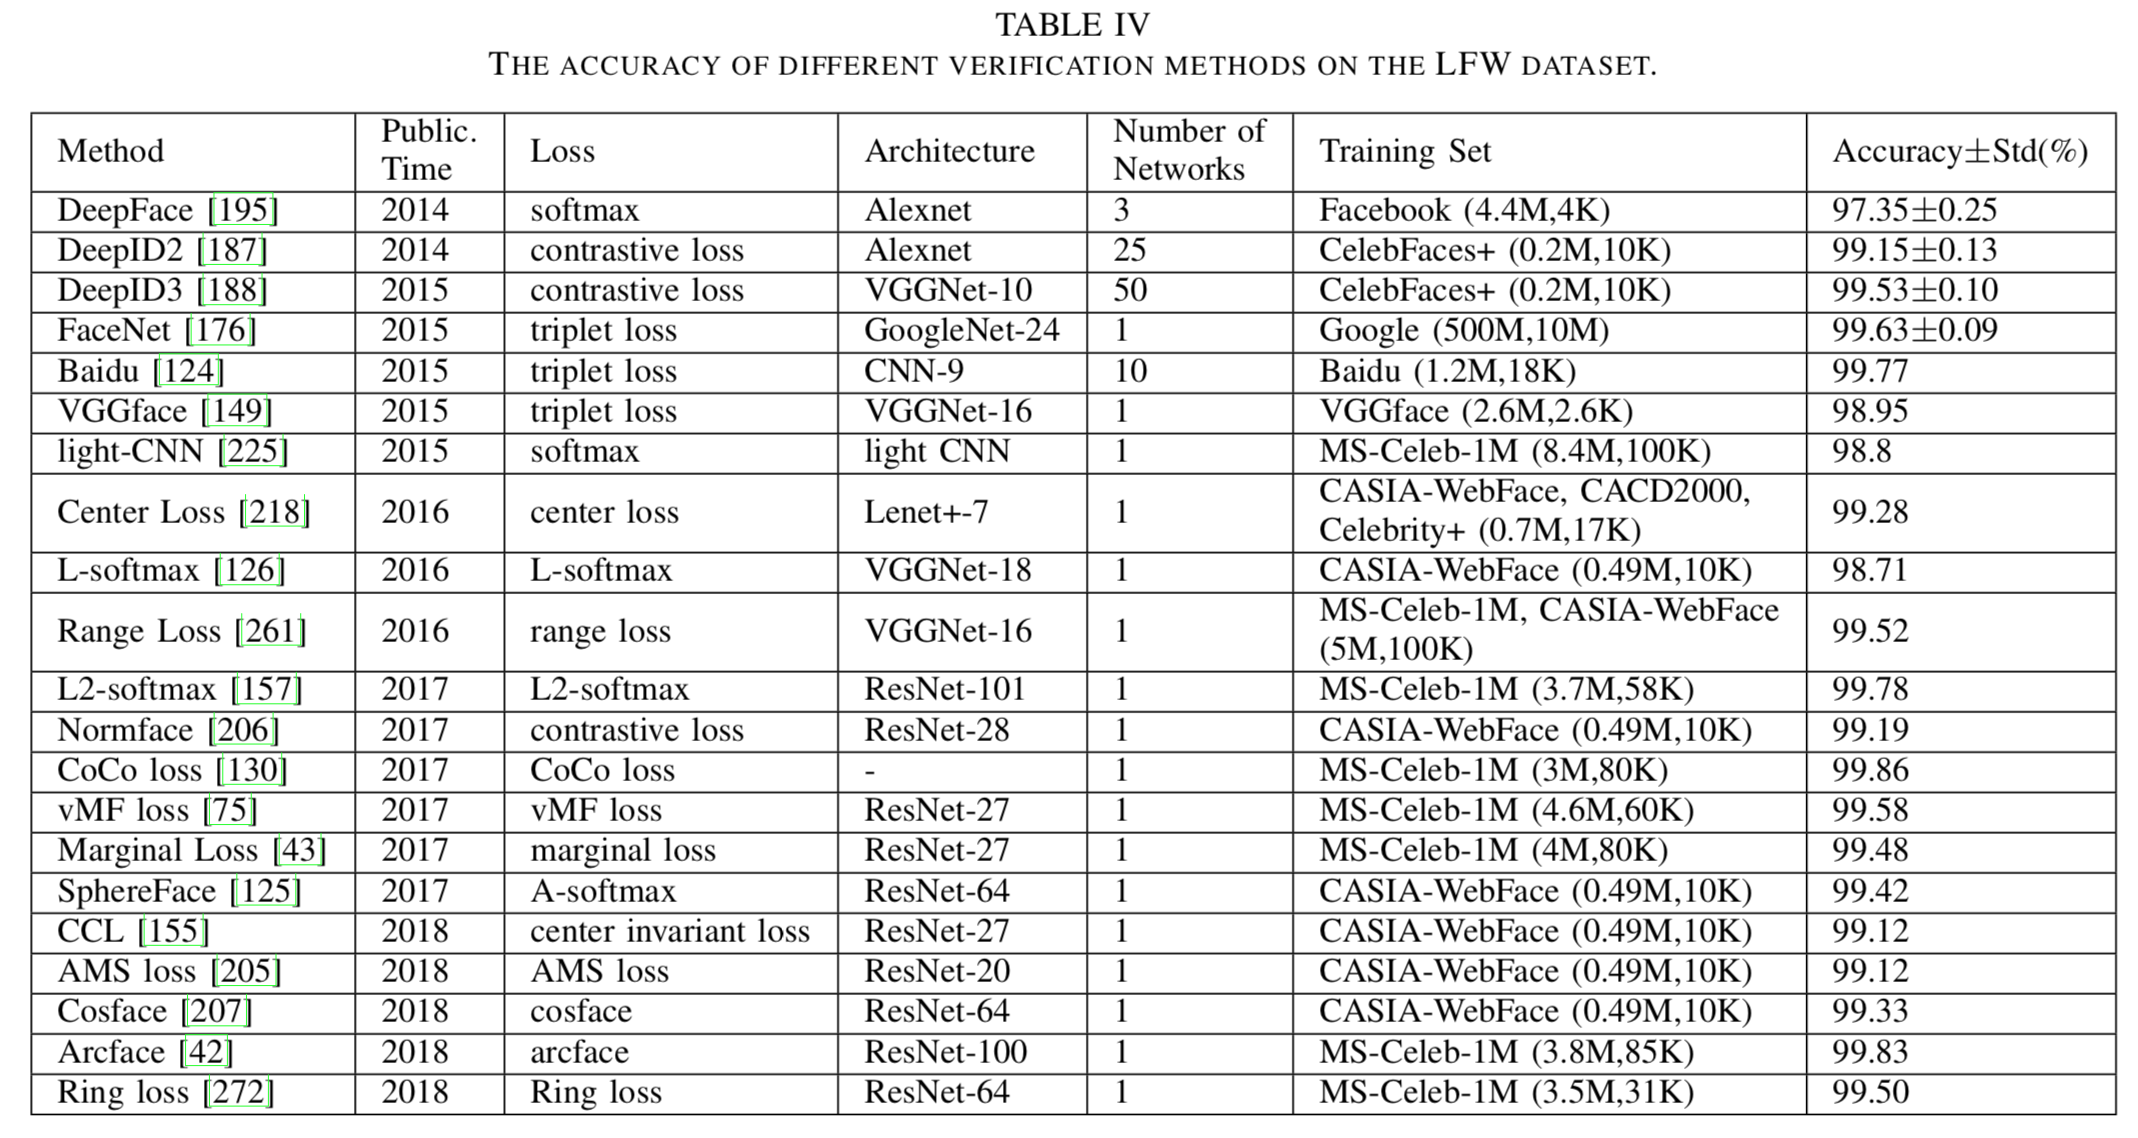 TABLE IV
THE ACCURACY OF DIFFERENT VERIFICATION METHODS ON THE LFW DATASET.
Method Public. Time Loss Architecture Number of Networks Training Set Accuracy±Std(%)
DeepFace [195] 2014 softmax Alexnet 3 Facebook (4.4M,4K) 97.35±0.25
DeepID2 [187] 2014 contrastive loss Alexnet 25 CelebFaces+ (0.2M,10K) 99.15±0.13
DeepID3 [188] 2015 contrastive loss VGGNet-10 50 CelebFaces+ (0.2M,10K) 99.53±0.10
FaceNet [176] 2015 triplet loss GoogleNet-24 1 Google (500M,10M) 99.63±0.09
Baidu [124] 2015 triplet loss CNN-9 10 Baidu (1.2M,18K) 99.77
VGGface [149] 2015 triplet loss VGGNet-16 1 VGGface (2.6M,2.6K) 98.95
light-CNN [225] 2015 softmax light CNN 1 MS-Celeb-1M (8.4M,100K) 98.8
Center Loss [218] 2016 center loss Lenet+-7 1 CASIA-WebFace, CACD2000, Celebrity+ (0.7M,17K) 99.28
L-softmax [126] 2016 L-softmax VGGNet-18 1 CASIA-WebFace (0.49M,10K) 98.71
Range Loss [261] 2016 range loss VGGNet-16 1 MS-Celeb-1M, CASIA-WebFace (5M,100K) 99.52
L2-softmax [157] 2017 L2-softmax ResNet-101 1 MS-Celeb-1M (3.7M,58K) 99.78
Normface [206] 2017 contrastive loss ResNet-28 1 CASIA-WebFace (0.49M,10K) 99.19
CoCo loss [130] 2017 CoCo loss - 1 MS-Celeb-1M (3M,80K) 99.86
vMF loss [75] 2017 vMF loss ResNet-27 1 MS-Celeb-1M (4.6M,60K) 99.58
Marginal Loss [43] 2017 marginal loss ResNet-27 1 MS-Celeb-1M (4M,80K) 99.48
SphereFace [125] 2017 A-softmax ResNet-64 1 CASIA-WebFace (0.49M,10K) 99.42
CCL [155] 2018 center invariant loss ResNet-27 1 CASIA-WebFace (0.49M,10K) 99.12
AMS loss [205] 2018 AMS loss ResNet-20 1 CASIA-WebFace (0.49M,10K) 99.12
Cosface [207] 2018 cosface ResNet-64 1 CASIA-WebFace (0.49M,10K) 99.33
Arcface [42] 2018 arcface ResNet-100 1 MS-Celeb-1M (3.8M,85K) 99.83
Ring loss [272] 2018 Ring loss ResNet-64 1 MS-Celeb-1M (3.5M,31K) 99.50